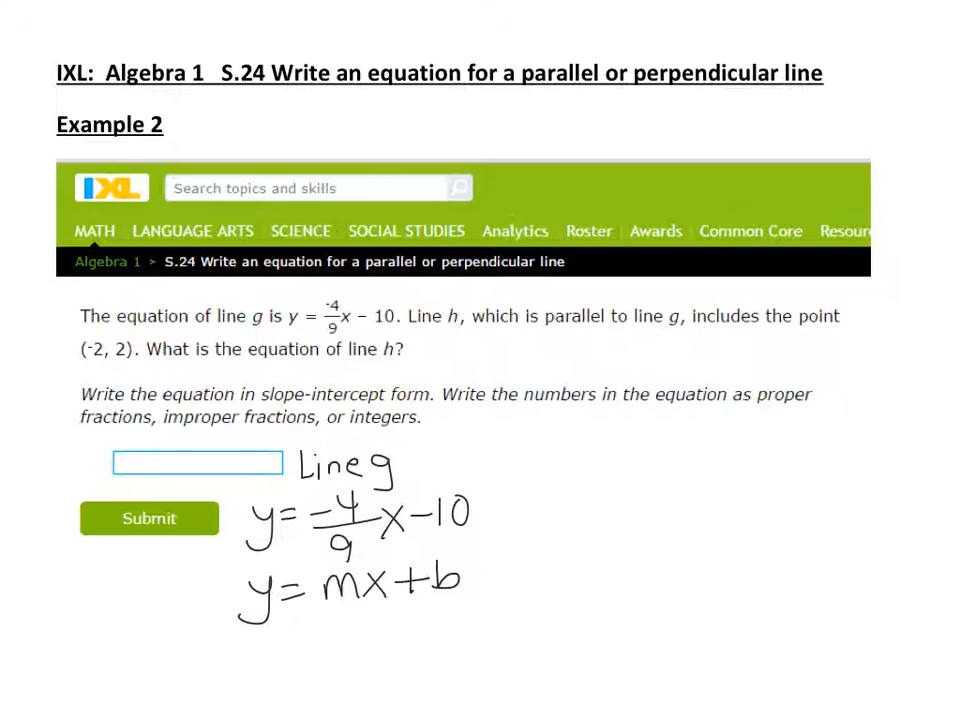 IXL: Algebra 1 S.24 Write an equation for a parallel or perpendicular line
Example 2
IXL Search topics and skills
MATH LANGUAGE ARTS SCIENCE SOCIAL STUDIES Analytics Roster Awards Common Core Resour
Algebra 1 > S.24 Write an equation for a parallel or perpendicular line
The equation of line g is y = -4/9 x – 10. Line h, which is parallel to line g, includes the point
(-2, 2). What is the equation of line h?
Write the equation in slope-intercept form. Write the numbers in the equation as proper
fractions, improper fractions, or integers.
Line g
Submit
y = -4/9 x - 10
y = mx + b